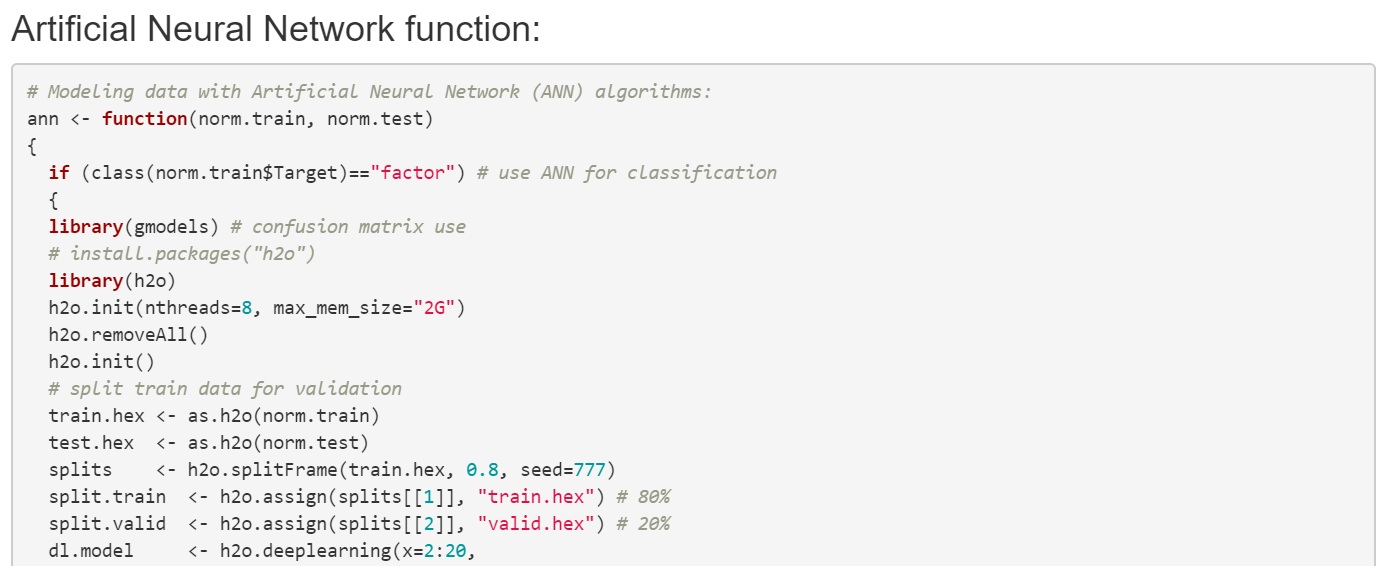 Artificial Neural Network function:
# Modeling data with Artificial Neural Network (ANN) algorithms:
ann <- function(norm.train, norm.test)
{
  if (class(norm.train$Target)=="factor") # use ANN for classification
  {
  library(gmodels) # confusion matrix use
  # install.packages("h2o")
  library(h2o)
  h2o.init(nthreads=8, max_mem_size="2G")
  h2o.removeAll()
  h2o.init()
  # split train data for validation
  train.hex <- as.h2o(norm.train)
  test.hex  <- as.h2o(norm.test)
  splits    <- h2o.splitFrame(train.hex, 0.8, seed=777)
  split.train  <- h2o.assign(splits[[1]], "train.hex") # 80%
  split.valid  <- h2o.assign(splits[[2]], "valid.hex") # 20%
  dl.model     <- h2o.deeplearning(x=2:20,